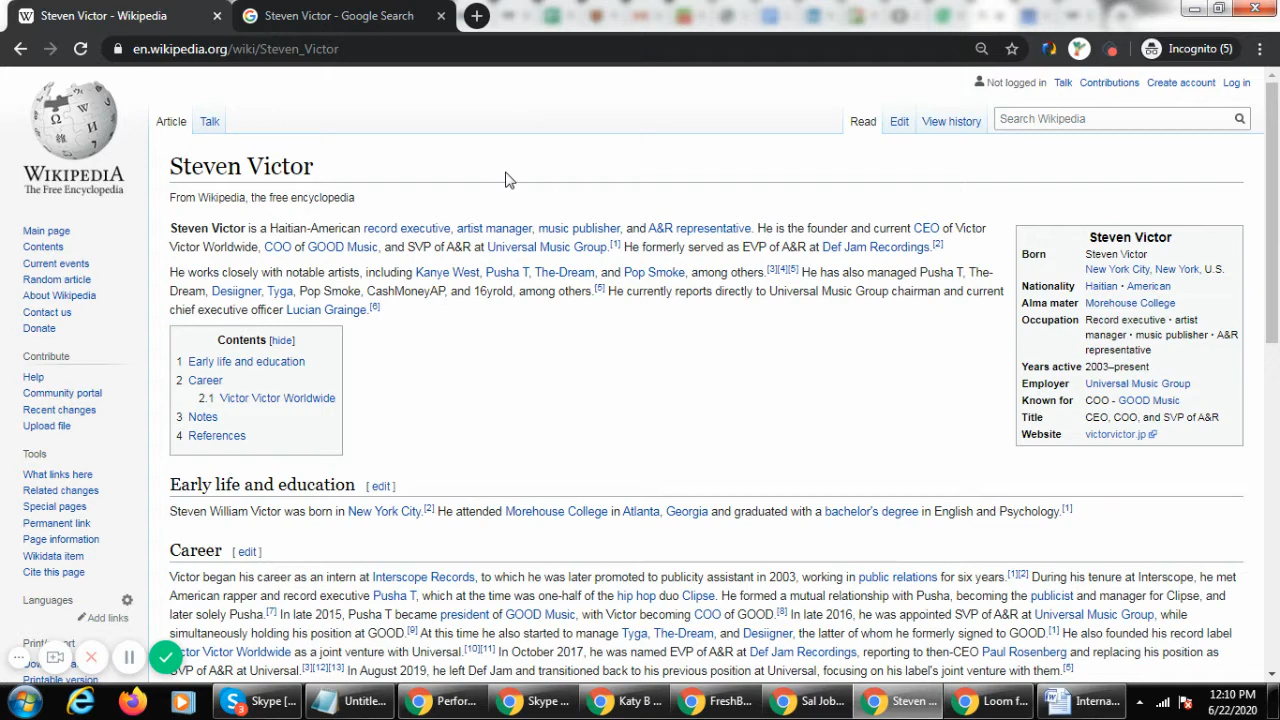 Steven Victor - Wikipedia
Steven Victor - Google Search
en.wikipedia.org/wiki/Steven_Victor
Incognito (5)
WIKIPEDIA
The Free Encyclopedia
Main page
Contents
Current events
Random article
About Wikipedia
Contact us
Donate
Contribute
Help
Community portal
Recent changes
Upload file
Tools
What links here
Related changes
Special pages
Permanent link
Page information
Wikidata item
Cite this page
Languages
Add links
Print/export
Printable version
Not logged in Talk Contributions Create account Log in
Article Talk
Read Edit View history
Search Wikipedia
Steven Victor
From Wikipedia, the free encyclopedia
Steven Victor is a Haitian-American record executive, artist manager, music publisher, and A&R representative. He is the founder and current CEO of Victor
Victor Worldwide, COO of GOOD Music, and SVP of A&R at Universal Music Group.[1] He formerly served as EVP of A&R at Def Jam Recordings.[2]
He works closely with notable artists, including Kanye West, Pusha T, The-Dream, and Pop Smoke, among others.[3][4][5] He has also managed Pusha T, The-
Dream, Desiigner, Tyga, Pop Smoke, CashMoneyAP, and 16yrold, among others.[5] He currently reports directly to Universal Music Group chairman and current
chief executive officer Lucian Grainge.[6]
Steven Victor
Born Steven Victor
New York City, New York, U.S.
Nationality Haitian • American
Alma mater Morehouse College
Occupation Record executive • artist
manager • music publisher • A&R
representative
Years active 2003–present
Employer Universal Music Group
Known for COO - GOOD Music
Title CEO, COO, and SVP of A&R
Website victorvictor.jp
Contents [hide]
1 Early life and education
2 Career
2.1 Victor Victor Worldwide
3 Notes
4 References
Early life and education [ edit ]
Steven William Victor was born in New York City.[2] He attended Morehouse College in Atlanta, Georgia and graduated with a bachelor's degree in English and Psychology.[1]
Career [ edit ]
Victor began his career as an intern at Interscope Records, to which he was later promoted to publicity assistant in 2003, working in public relations for six years.[1][2] During his tenure at Interscope, he met
American rapper and record executive Pusha T, which at the time was one-half of the hip hop duo Clipse. He formed a mutual relationship with Pusha, becoming the publicist and manager for Clipse, and
later solely Pusha.[7] In late 2015, Pusha T became president of GOOD Music, with Victor becoming COO of GOOD.[8] In late 2016, he was appointed SVP of A&R at Universal Music Group, while
simultaneously holding his position at GOOD.[9] At this time he also started to manage Tyga, The-Dream, and Desiigner, the latter of whom he formerly signed to GOOD.[1] He also founded his record label
Victor Worldwide as a joint venture with Universal.[10][11] In October 2017, he was named EVP of A&R at Def Jam Recordings, reporting to then-CEO Paul Rosenberg and replacing his position as
SVP of A&R at Universal.[3][12][13] In August 2019, he left Def Jam and transitioned back to his previous position at Universal, focusing on his label's joint venture with them.[5]
Skype [... Untitle... Perfor... Skype ... Katy B ... FreshB... Sal Job... Steven ... Loom f... Interna...
12:10 PM
6/22/2020